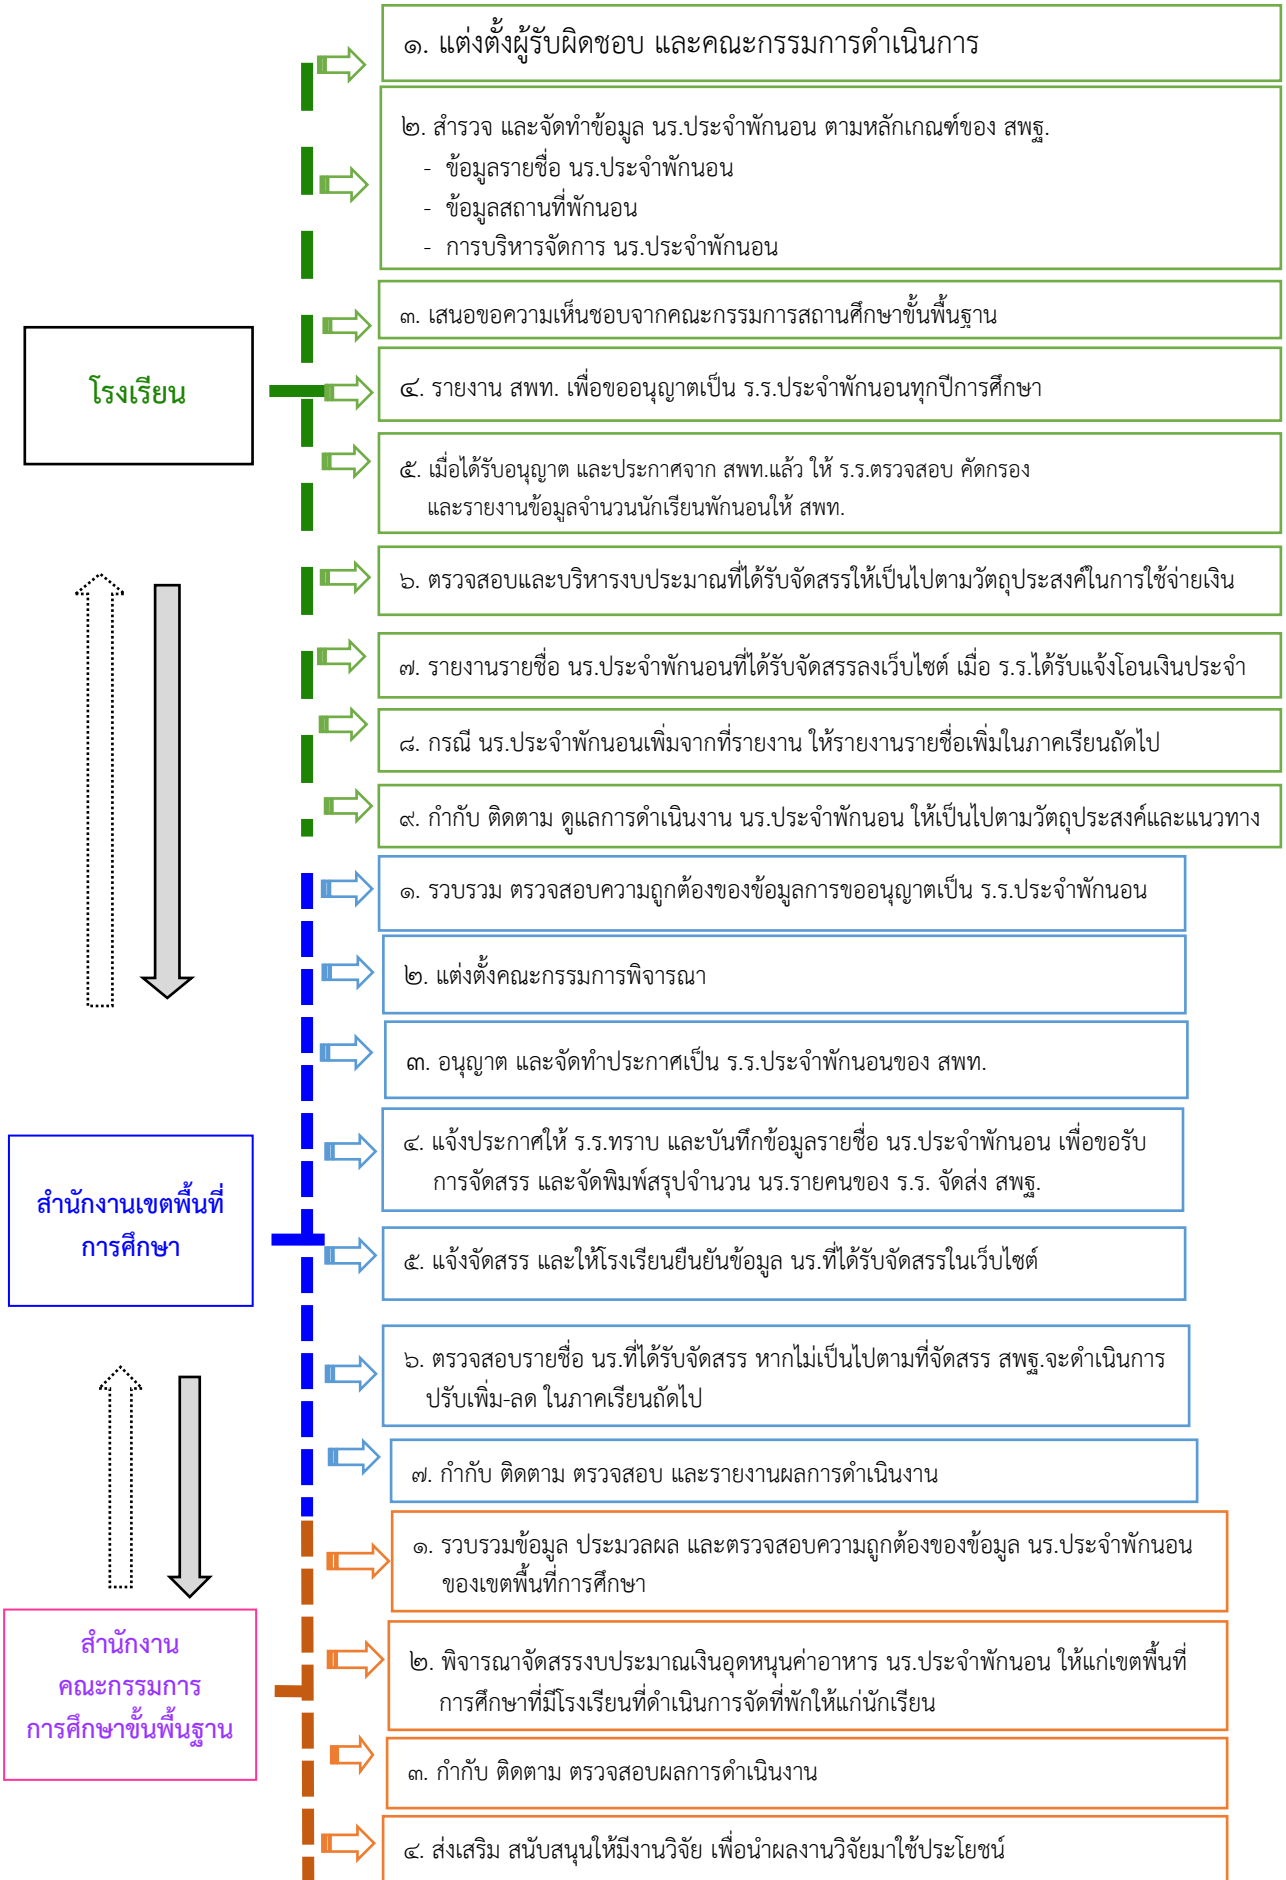 ๑. แต่งตั้งผู้รับผิดชอบ และคณะกรรมการดำเนินการ
๒. สำรวจ และจัดทำข้อมูล นร.ประจำพักนอน ตามหลักเกณฑ์ของ สพฐ.
- ข้อมูลรายชื่อ นร.ประจำพักนอน
- ข้อมูลสถานที่พักนอน
- การบริหารจัดการ นร.ประจำพักนอน
๓. เสนอขอความเห็นชอบจากคณะกรรมการสถานศึกษาขั้นพื้นฐาน
โรงเรียน
๔. รายงาน สพท. เพื่อขออนุญาตเป็น ร.ร.ประจำพักนอนทุกปีการศึกษา
๕. เมื่อได้รับอนุญาต และประกาศจาก สพท.แล้ว ให้ ร.ร.ตรวจสอบ คัดกรอง
และรายงานข้อมูลจำนวนนักเรียนพักนอนให้ สพท.
๖. ตรวจสอบและบริหารงบประมาณที่ได้รับจัดสรรให้เป็นไปตามวัตถุประสงค์ในการใช้จ่ายเงิน
๗. รายงานรายชื่อ นร.ประจำพักนอนที่ได้รับจัดสรรลงเว็บไซต์ เมื่อ ร.ร.ได้รับแจ้งโอนเงินประจำ
๘. กรณี นร.ประจำพักนอนเพิ่มจากที่รายงาน ให้รายงานรายชื่อเพิ่มในภาคเรียนถัดไป
๙. กำกับ ติดตาม ดูแลการดำเนินงาน นร.ประจำพักนอน ให้เป็นไปตามวัตถุประสงค์และแนวทาง
๑. รวบรวม ตรวจสอบความถูกต้องของข้อมูลการขออนุญาตเป็น ร.ร.ประจำพักนอน
๒. แต่งตั้งคณะกรรมการพิจารณา
๓. อนุญาต และจัดทำประกาศเป็น ร.ร.ประจำพักนอนของ สพท.
๔. แจ้งประกาศให้ ร.ร.ทราบ และบันทึกข้อมูลรายชื่อ นร.ประจำพักนอน เพื่อขอรับ
การจัดสรร และจัดพิมพ์สรุปจำนวน นร.รายคนของ ร.ร. จัดส่ง สพฐ.
สำนักงานเขตพื้นที่
การศึกษา
๕. แจ้งจัดสรร และให้โรงเรียนยืนยันข้อมูล นร.ที่ได้รับจัดสรรในเว็บไซต์
๖. ตรวจสอบรายชื่อ นร.ที่ได้รับจัดสรร หากไม่เป็นไปตามที่จัดสรร สพฐ.จะดำเนินการ
ปรับเพิ่ม-ลด ในภาคเรียนถัดไป
๗. กำกับ ติดตาม ตรวจสอบ และรายงานผลการดำเนินงาน
๑. รวบรวมข้อมูล ประมวลผล และตรวจสอบความถูกต้องของข้อมูล นร.ประจำพักนอน
ของเขตพื้นที่การศึกษา
สำนักงาน
คณะกรรมการ
การศึกษาขั้นพื้นฐาน
๒. พิจารณาจัดสรรงบประมาณเงินอุดหนุนค่าอาหาร นร.ประจำพักนอน ให้แก่เขตพื้นที่
การศึกษาที่มีโรงเรียนที่ดำเนินการจัดที่พักให้แก่นักเรียน
๓. กำกับ ติดตาม ตรวจสอบผลการดำเนินงาน
๔. ส่งเสริม สนับสนุนให้มีงานวิจัย เพื่อนำผลงานวิจัยมาใช้ประโยชน์